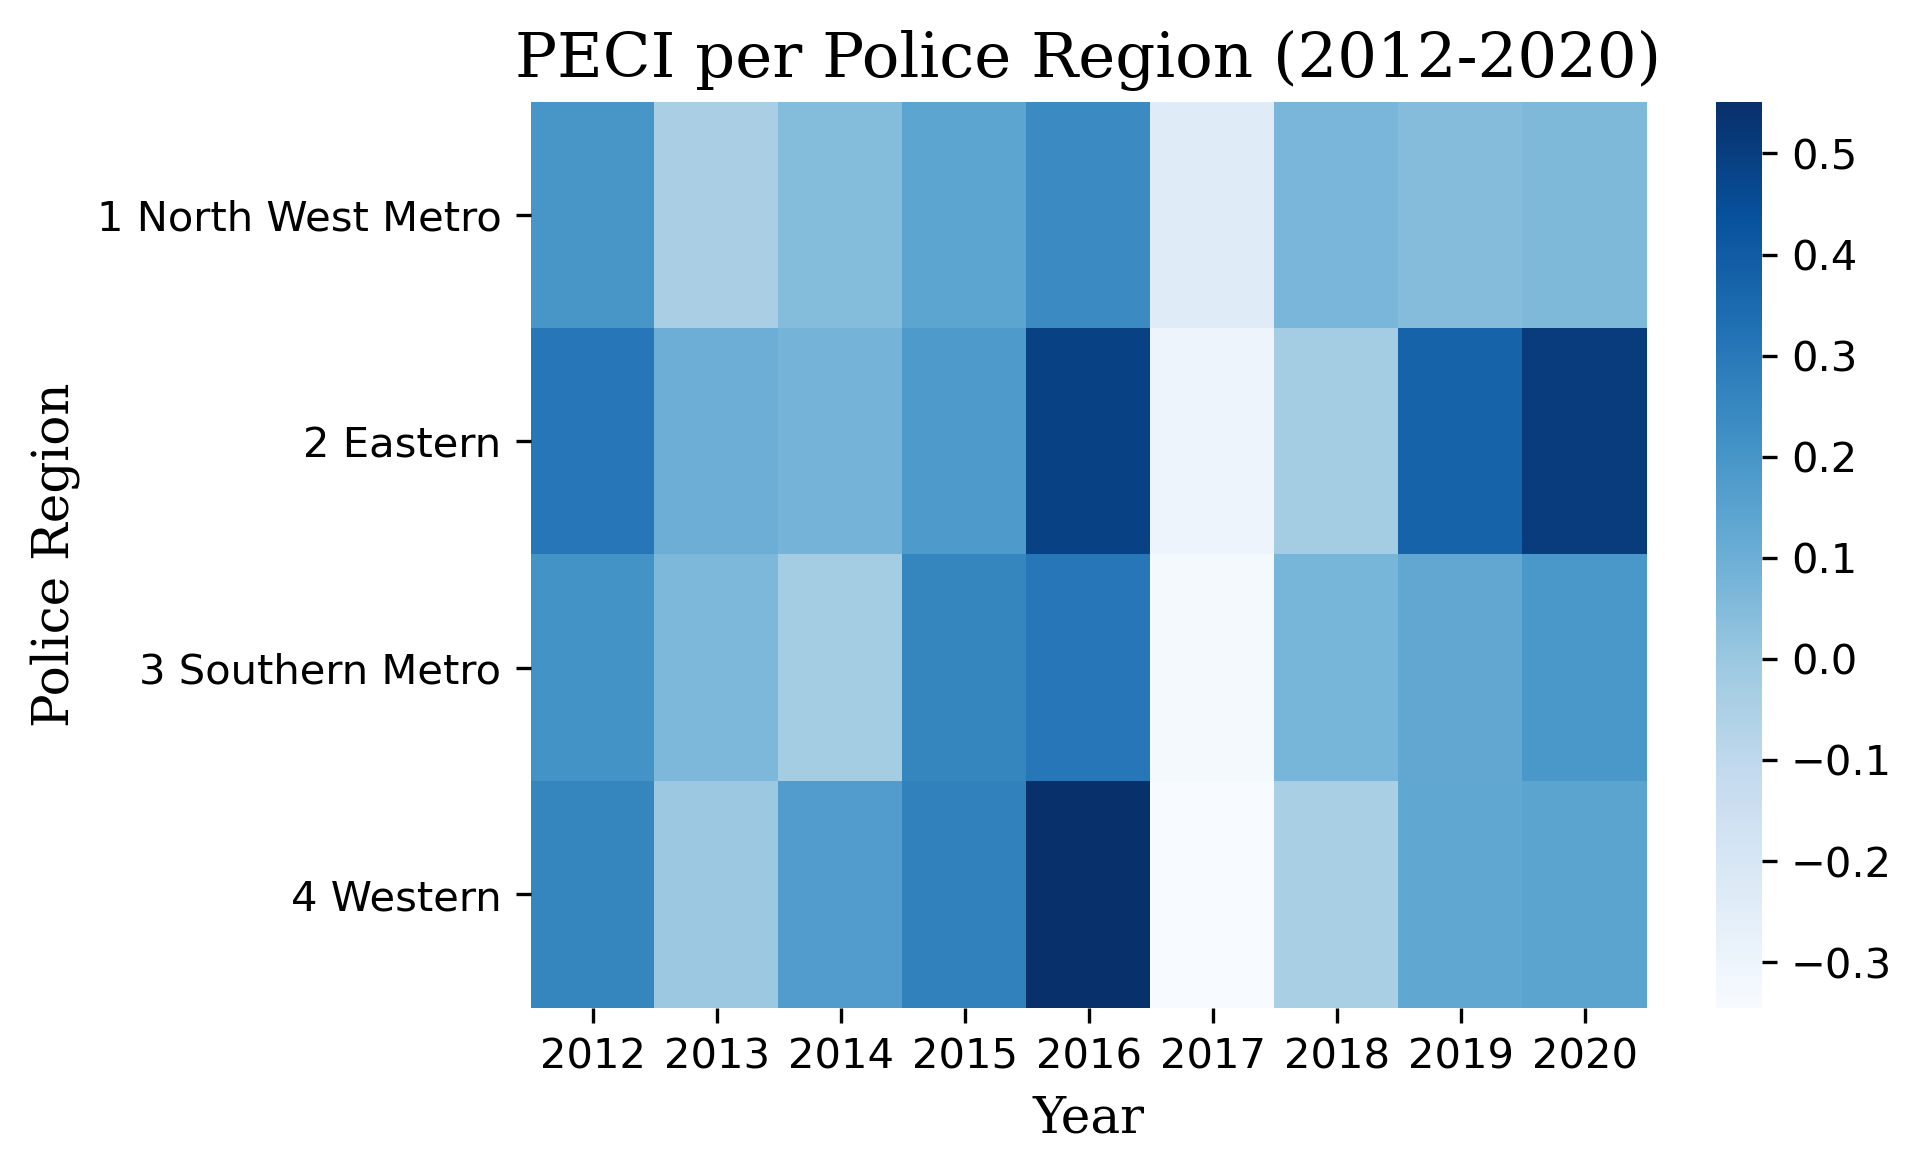 PECI per Police Region (2012-2020)
Police Region
1 North West Metro
2 Eastern
3 Southern Metro
4 Western
2012 2013 2014 2015 2016 2017 2018 2019 2020
Year
0.5
0.4
0.3
0.2
0.1
0.0
−0.1
−0.2
−0.3